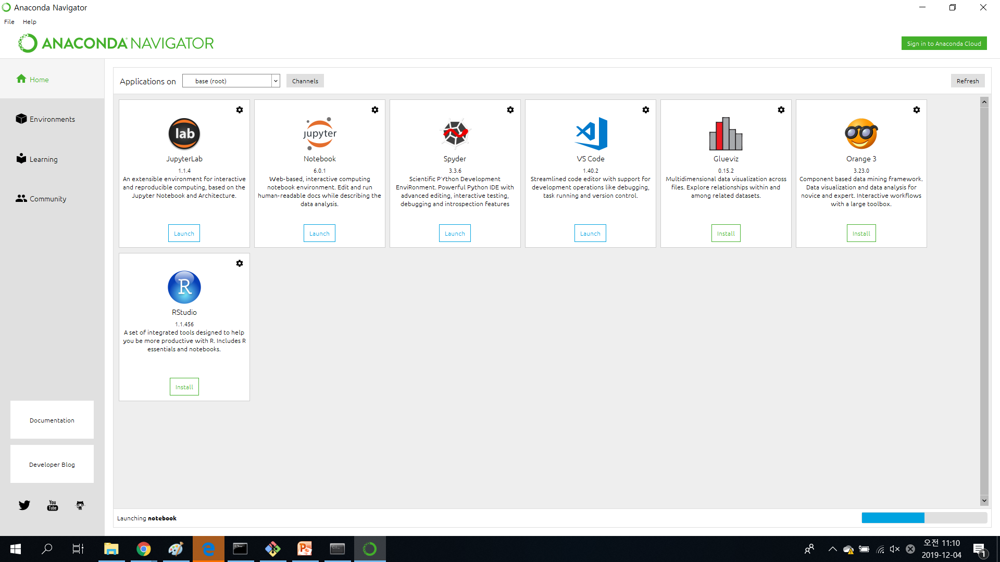 Anaconda Navigator
File Help
ANACONDA NAVIGATOR
Sign in to Anaconda Cloud
Home
Environments
Learning
Community
Documentation
Developer Blog
You
Tube
Applications on base (root) Channels Refresh
lab
JupyterLab
1.1.4
An extensible environment for interactive
and reproducible computing, based on the
Jupyter Notebook and Architecture.
Launch
jupyter
Notebook
6.0.1
Web-based, interactive computing
notebook environment. Edit and run
human-readable docs while describing the
data analysis.
Launch
Spyder
3.3.6
Scientific PYthon Development
EnviRonment. Powerful Python IDE with
advanced editing, interactive testing,
debugging and introspection features
Launch
VS Code
1.40.2
Streamlined code editor with support for
development operations like debugging,
task running and version control.
Launch
Glueviz
0.15.2
Multidimensional data visualization across
files. Explore relationships within and
among related datasets.
Install
Orange 3
3.23.0
Component based data mining framework.
Data visualization and data analysis for
novice and expert. Interactive workflows
with a large toolbox.
Install
R
RStudio
1.1.456
A set of integrated tools designed to help
you be more productive with R. Includes R
essentials and notebooks.
Install
Launching notebook
오전 11:10
2019-12-04
1